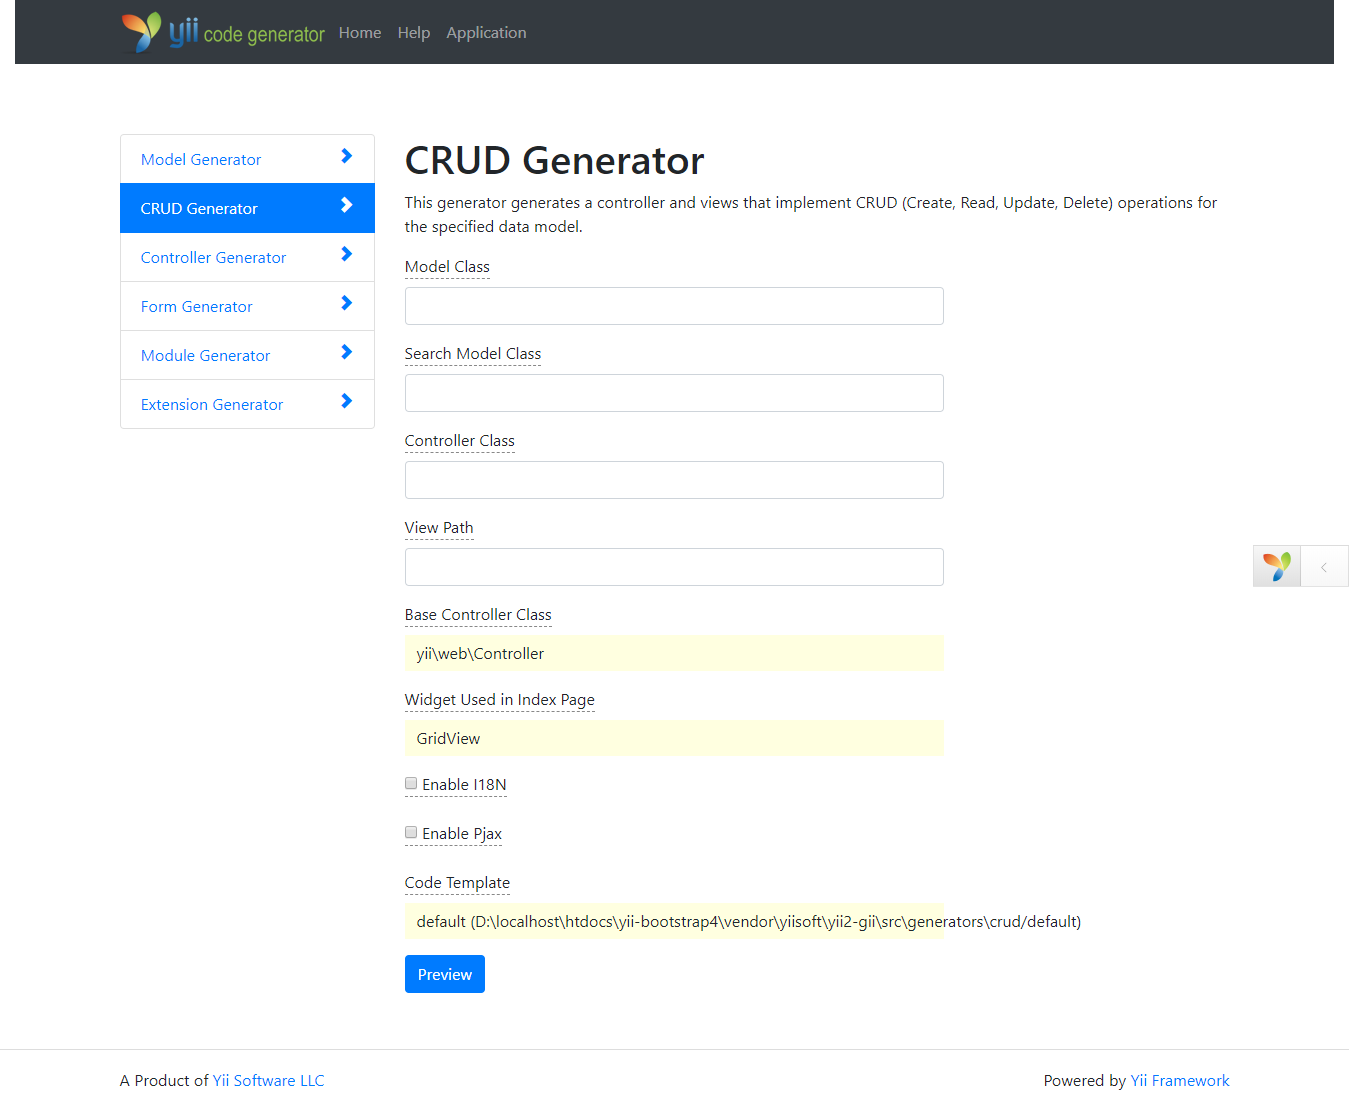 yii code generator Home Help Application
Model Generator
CRUD Generator
Controller Generator
Form Generator
Module Generator
Extension Generator
CRUD Generator
This generator generates a controller and views that implement CRUD (Create, Read, Update, Delete) operations for
the specified data model.
Model Class
Search Model Class
Controller Class
View Path
Base Controller Class
yii\web\Controller
Widget Used in Index Page
GridView
Enable I18N
Enable Pjax
Code Template
default (D:\localhost\htdocs\yii-bootstrap4\vendor\yiisoft\yii2-gii\src\generators\crud/default)
Preview
A Product of Yii Software LLC
Powered by Yii Framework